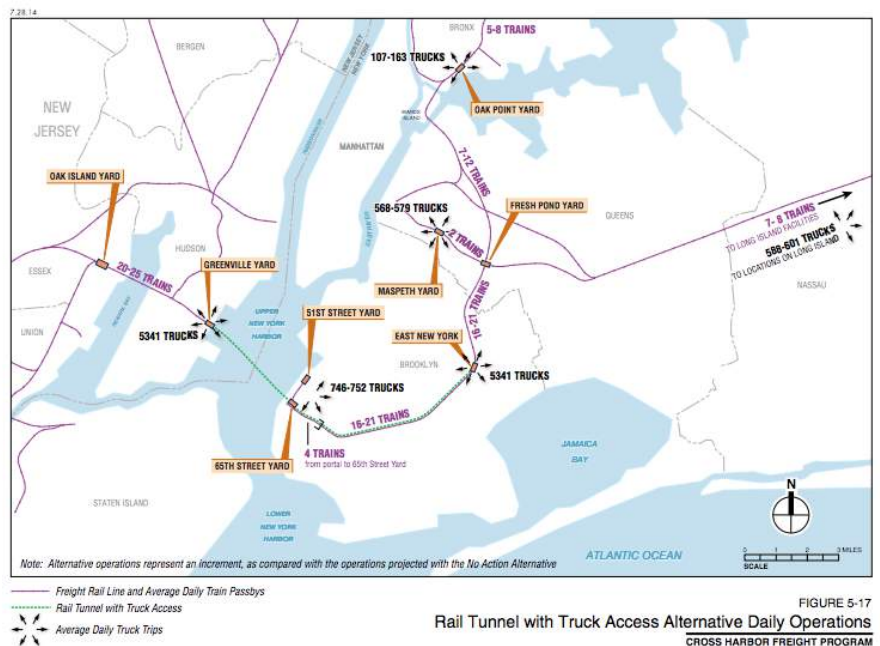 7.28.14
BRONX
5-8 TRAINS
BERGEN
NEW JERSEY
NEW YORK
107-163 TRUCKS
OAK POINT YARD
NEW
JERSEY
ISLAND
MANHATTAN
OAK ISLAND YARD
7-12 TRAINS
568-579 TRUCKS
FRESH POND YARD
QUEENS
7- 8 TRAINS
TO LONG ISLAND FACILITIES
588-601 TRUCKS
TO LOCATIONS ON LONG ISLAND
2 TRAINS
HUDSON
ESSEX
GREENVILLE YARD
20-25 TRAINS
NASSAU
MASPETH YARD
NEWARK BAY
UPPER
NEW YORK
HARBOR
51ST STREET YARD
16-21 TRAINS
UNION
5341 TRUCKS
EAST NEW YORK
BROOKLYN
5341 TRUCKS
746-752 TRUCKS
16-21 TRAINS
JAMAICA
BAY
4 TRAINS
from portal to 65th Street Yard
65TH STREET YARD
N
STATEN ISLAND
LOWER
NEW YORK
HARBOR
ATLANTIC OCEAN
0 1 2 3 MILES
SCALE
Note: Alternative operations represent an increment, as compared with the operations projected with the No Action Alternative
Freight Rail Line and Average Daily Train Passbys
Rail Tunnel with Truck Access
Average Daily Truck Trips
FIGURE 5-17
Rail Tunnel with Truck Access Alternative Daily Operations
CROSS HARBOR FREIGHT PROGRAM